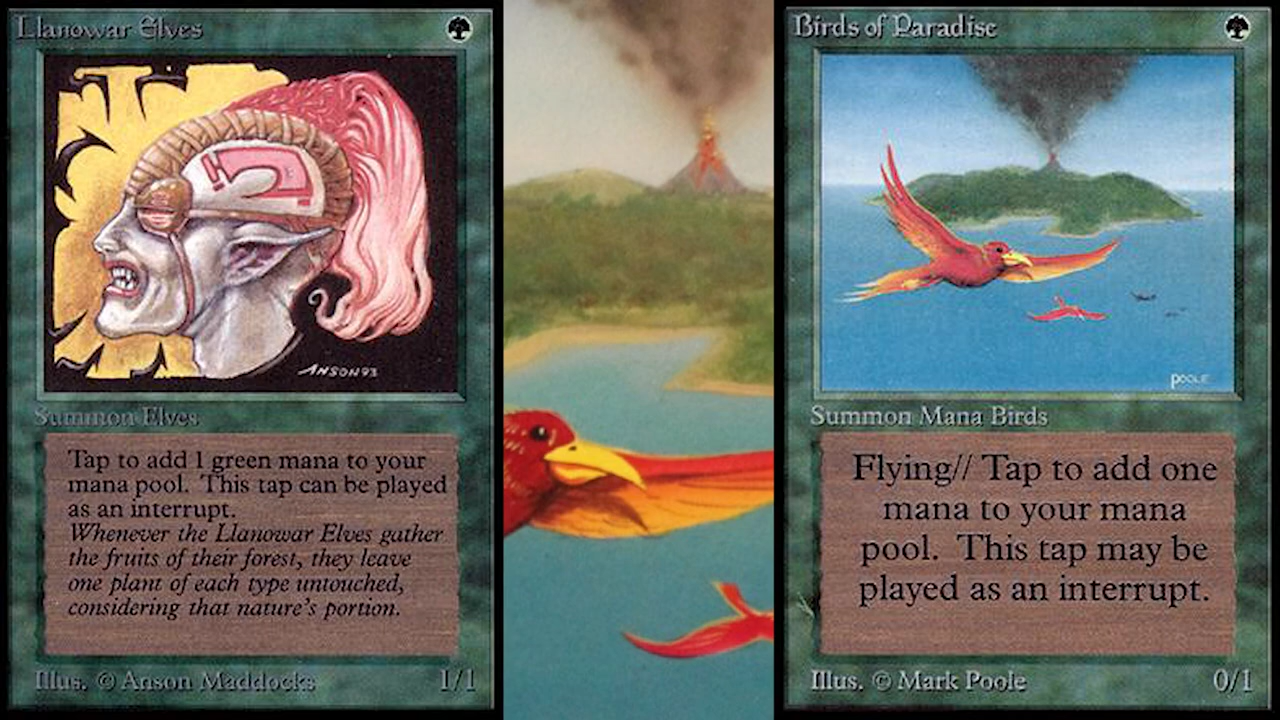 Llanowar Elves
ANSON93
Summon Elves
Tap to add 1 green mana to your
mana pool. This tap can be played
as an interrupt.
Whenever the Llanowar Elves gather
the fruits of their forest, they leave
one plant of each type untouched,
considering that nature's portion.
Illus. © Anson Maddocks 1/1
Birds of Paradise
POOLE
Summon Mana Birds
Flying// Tap to add one
mana to your mana
pool. This tap may be
played as an interrupt.
Illus. © Mark Poole 0/1